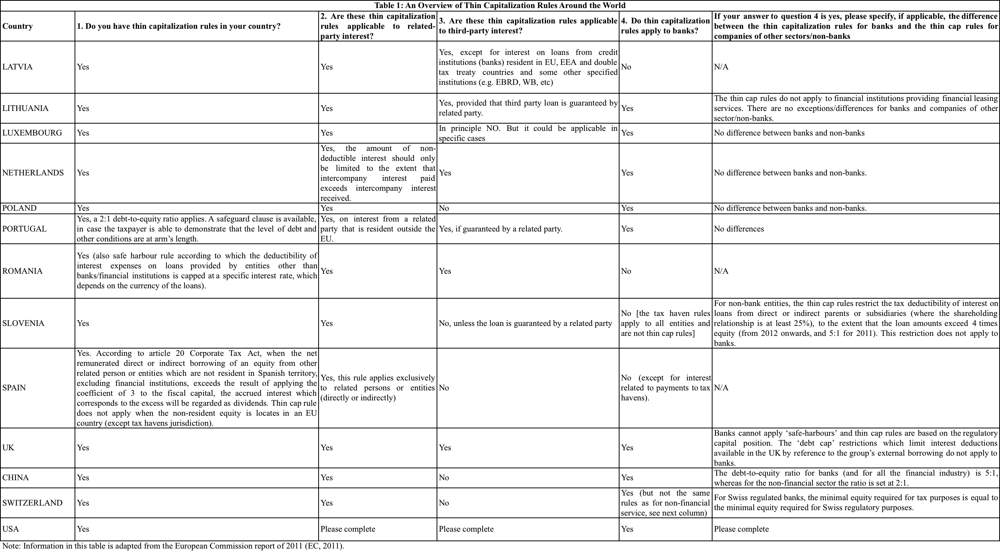 Table 1: An Overview of Thin Capitalization Rules Around the World
Country
1. Do you have thin capitalization rules in your country?
2. Are these thin capitalization
rules applicable to related-
party interest?
3. Are these thin capitalization rules applicable
to third-party interest?
4. Do thin capitalization
rules apply to banks?
If your answer to question 4 is yes, please specify, if applicable, the difference
between the thin capitalization rules for banks and the thin cap rules for
companies of other sectors/non-banks
LATVIA
Yes
Yes
Yes, except for interest on loans from credit
institutions (banks) resident in EU, EEA and double
tax treaty countries and some other specified
institutions (e.g. EBRD, WB, etc)
No
N/A
LITHUANIA
Yes
Yes
Yes, provided that third party loan is guaranteed by
related party.
Yes
The thin cap rules do not apply to financial institutions providing financial leasing
services. There are no exceptions/differences for banks and companies of other
sector/non-banks.
LUXEMBOURG
Yes
Yes
In principle NO. But it could be applicable in
specific cases
Yes
No difference between banks and non-banks
NETHERLANDS
Yes
Yes, the amount of non-
deductible interest should only
be limited to the extent that
intercompany interest paid
exceeds intercompany interest
received.
Yes
Yes
No difference between banks and non-banks.
POLAND
Yes
Yes
No
Yes
No difference between banks and non-banks.
PORTUGAL
Yes, a 2:1 debt-to-equity ratio applies. A safeguard clause is available,
in case the taxpayer is able to demonstrate that the level of debt and
other conditions are at arm’s length.
Yes, on interest from a related
party that is resident outside the
EU.
Yes, if guaranteed by a related party.
Yes
No differences
ROMANIA
Yes (also safe harbour rule according to which the deductibility of
interest expenses on loans provided by entities other than
banks/financial institutions is capped at a specific interest rate, which
depends on the currency of the loans).
Yes
Yes
No
N/A
SLOVENIA
Yes
Yes
No, unless the loan is guaranteed by a related party
No [the tax haven rules
apply to all entities and
are not thin cap rules]
For non-bank entities, the thin cap rules restrict the tax deductibility of interest on
loans from direct or indirect parents or subsidiaries (where the shareholding
relationship is at least 25%), to the extent that the loan amounts exceed 4 times
equity (from 2012 onwards, and 5:1 for 2011). This restriction does not apply to
banks.
SPAIN
Yes. According to article 20 Corporate Tax Act, when the net
remunerated direct or indirect borrowing of an equity from other
related person or entities which are not resident in Spanish territory,
excluding financial institutions, exceeds the result of applying the
coefficient of 3 to the fiscal capital, the accrued interest which
corresponds to the excess will be regarded as dividends. Thin cap rule
does not apply when the non-resident equity is locates in an EU
country (except tax havens jurisdiction).
Yes, this rule applies exclusively
to related persons or entities
(directly or indirectly)
No
No (except for interest
related to payments to tax
havens).
N/A
UK
Yes
Yes
Yes
Yes
Banks cannot apply ‘safe-harbours’ and thin cap rules are based on the regulatory
capital position. The ‘debt cap’ restrictions which limit interest deductions
available in the UK by reference to the group’s external borrowing do not apply to
banks.
CHINA
Yes
Yes
No
Yes
The debt-to-equity ratio for banks (and for all the financial industry) is 5:1,
whereas for the non-financial sector the ratio is set at 2:1.
SWITZERLAND
Yes
Yes
No
Yes (but not the same
rules as for non-financial
service, see next column)
For Swiss regulated banks, the minimal equity required for tax purposes is equal to
the minimal equity required for Swiss regulatory purposes.
USA
Yes
Please complete
Please complete
Yes
Please complete
Note: Information in this table is adapted from the European Commission report of 2011 (EC, 2011).